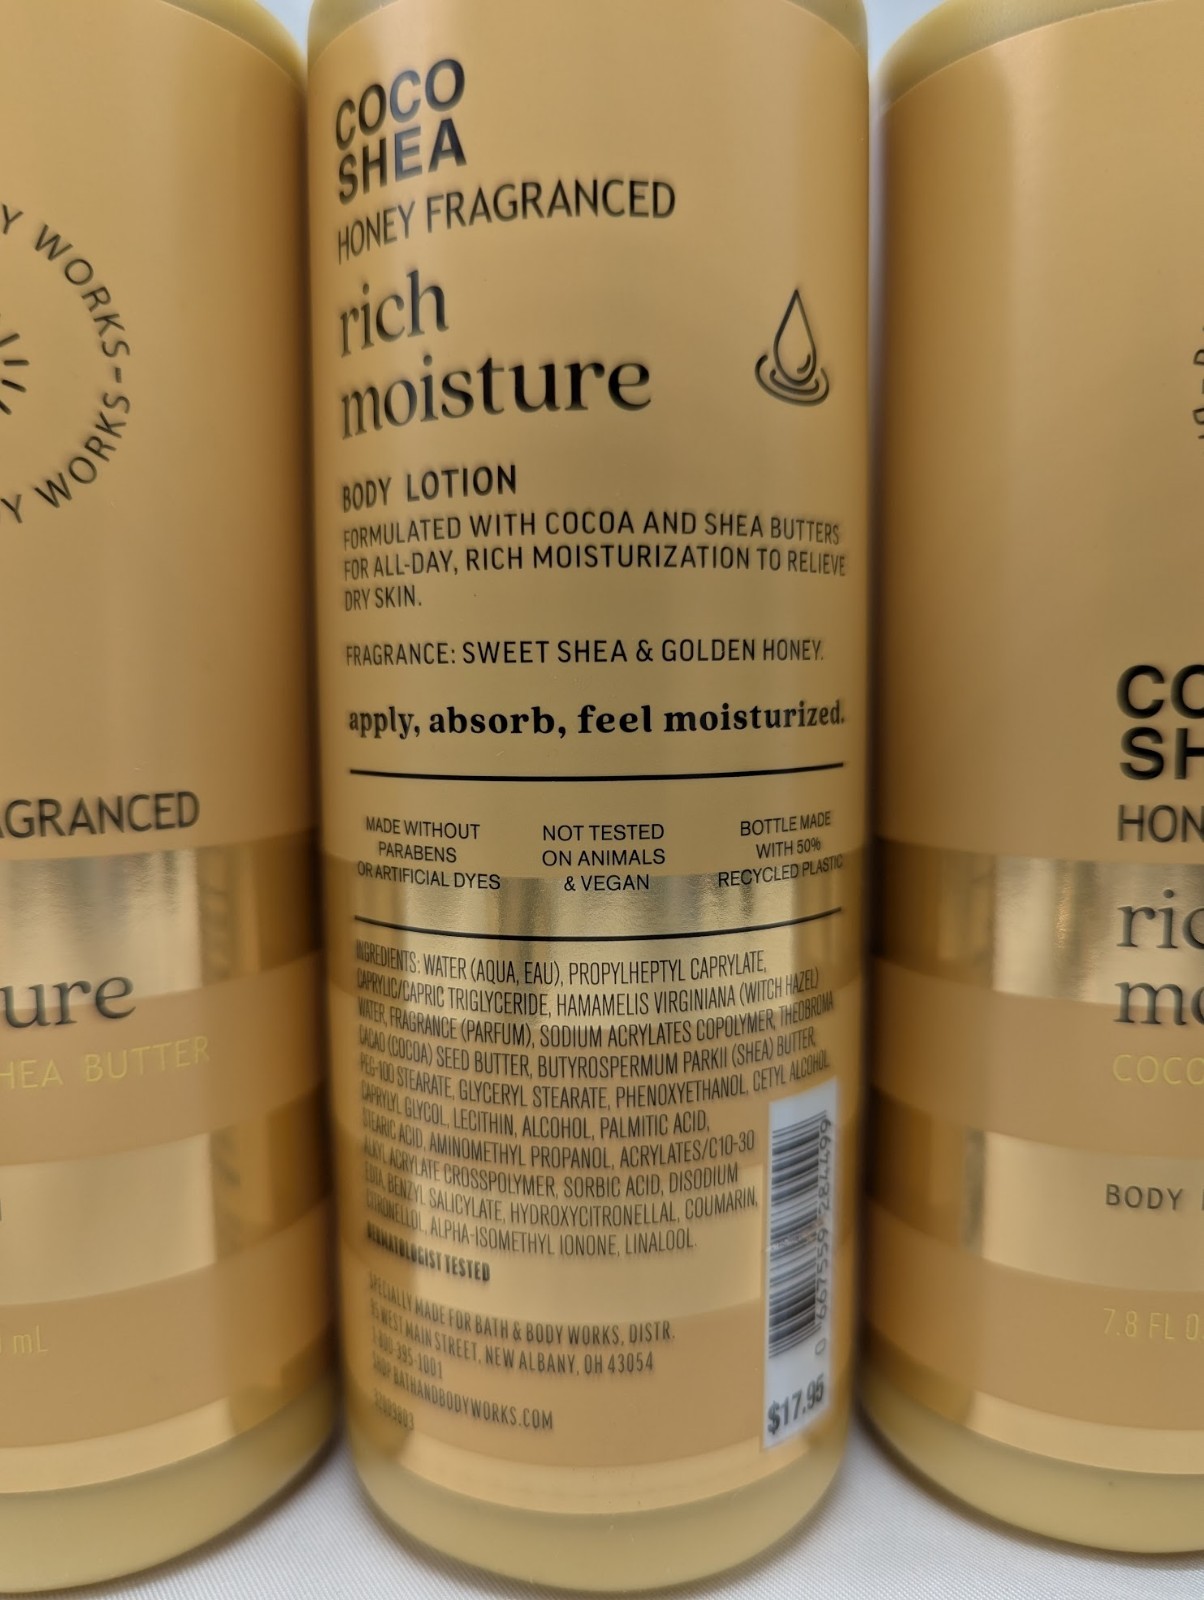 Y WORKS-
Y WORKS-
AGRANCED
ure
HEA BUTTER
mL
COCO
SHEA
HONEY FRAGRANCED
rich
moisture
BODY LOTION
FORMULATED WITH COCOA AND SHEA BUTTERS
FOR ALL-DAY, RICH MOISTURIZATION TO RELIEVE
DRY SKIN.
FRAGRANCE: SWEET SHEA & GOLDEN HONEY.
apply, absorb, feel moisturized.
MADE WITHOUT
PARABENS
OR ARTIFICIAL DYES
NOT TESTED
ON ANIMALS
& VEGAN
BOTTLE MADE
WITH 50%
RECYCLED PLASTIC
INGREDIENTS: WATER (AQUA, EAU), PROPYLHEPTYL CAPRYLATE,
CAPRYLIC/CAPRIC TRIGLYCERIDE, HAMAMELIS VIRGINIANA (WITCH HAZEL)
WATER, FRAGRANCE (PARFUM), SODIUM ACRYLATES COPOLYMER, THEOBROMA
CACAO (COCOA) SEED BUTTER, BUTYROSPERMUM PARKII (SHEA) BUTTER,
PEG-100 STEARATE, GLYCERYL STEARATE, PHENOXYETHANOL, CETYL ALCOHOL,
CAPRYLYL GLYCOL, LECITHIN, ALCOHOL, PALMITIC ACID,
STEARIC ACID, AMINOMETHYL PROPANOL, ACRYLATES/C10-30
ALKYL ACRYLATE CROSSPOLYMER, SORBIC ACID, DISODIUM
EDTA, BENZYL SALICYLATE, HYDROXYCITRONELLAL, COUMARIN,
CITRONELLOL, ALPHA-ISOMETHYL IONONE, LINALOOL.
DERMATOLOGIST TESTED
SPECIALLY MADE FOR BATH & BODY WORKS, DISTR.
95 WEST MAIN STREET, NEW ALBANY, OH 43054
1-800-395-1001
SHOP BATHANDBODYWORKS.COM
0 667559 284499
$17.95
CO
SH
HON
ric
mo
COCO
BODY
7.8 FL O